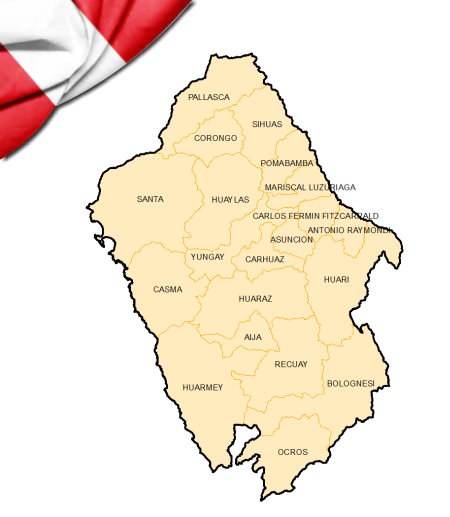 PALLASCA
SIHUAS
CORONGO
POMABAMBA
MARISCAL LUZURIAGA
SANTA
HUAYLAS
CARLOS FERMIN FITZCARRALD
ANTONIO RAYMONDI
ASUNCION
YUNGAY
CARHUAZ
HUARI
CASMA
HUARAZ
AIJA
RECUAY
BOLOGNESI
HUARMEY
OCROS